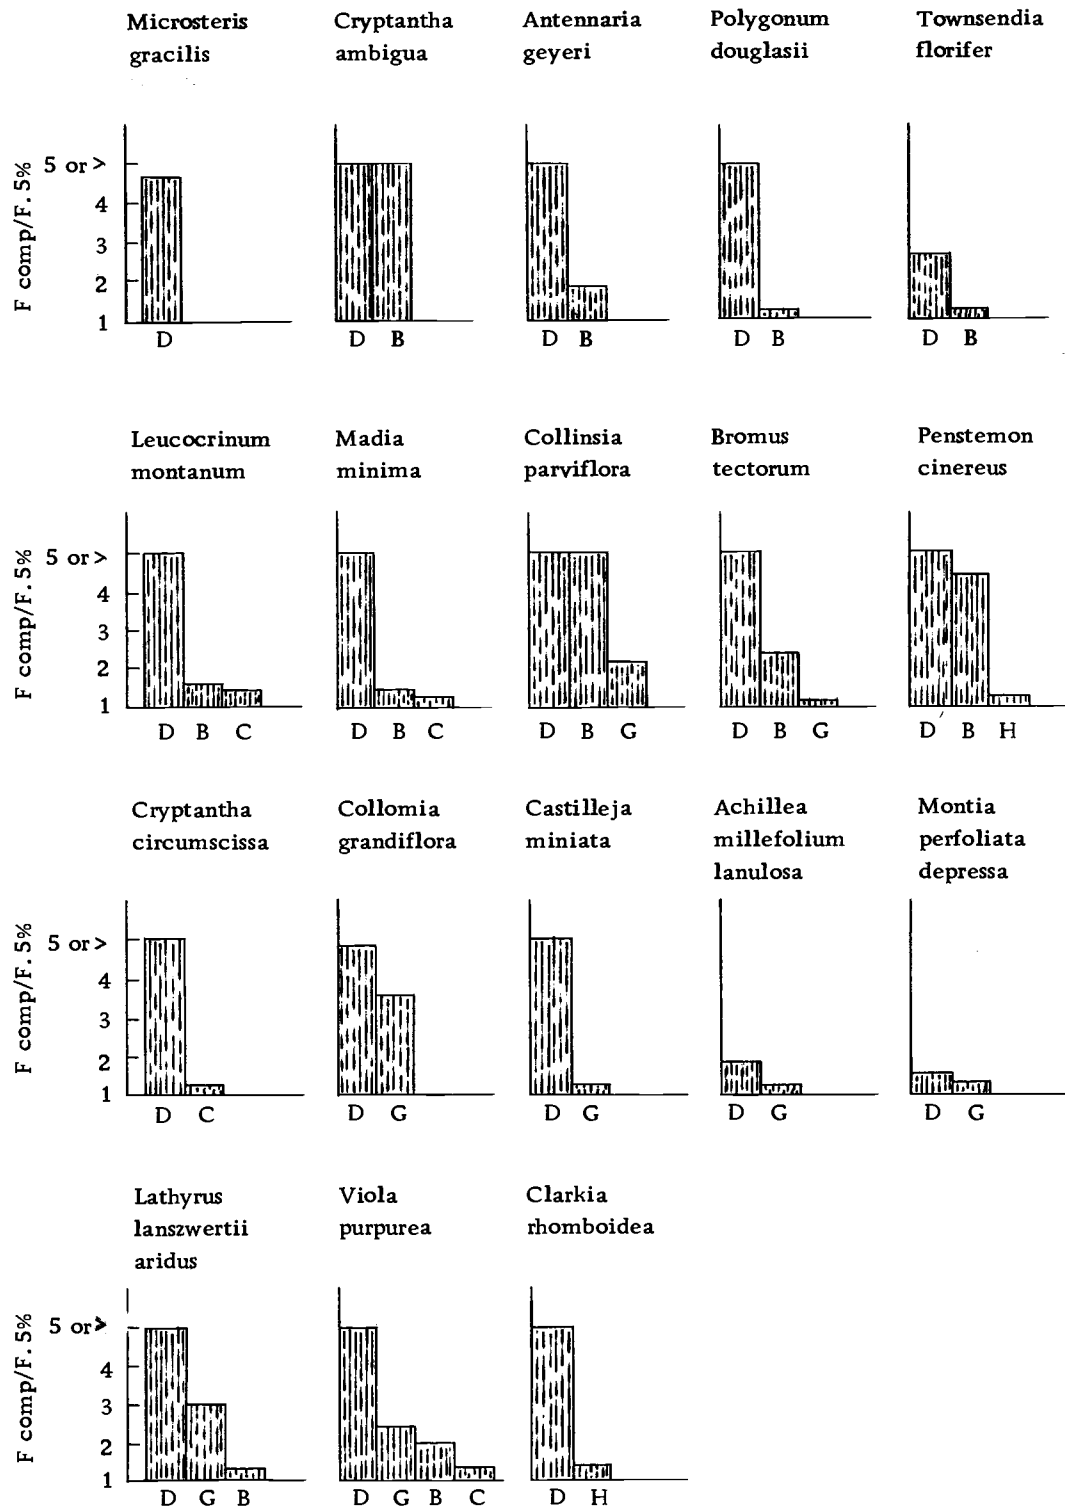 Microsteris gracilis
Cryptantha ambigua
Antennaria geyeri
Polygonum douglasii
Townsendia florifer
F comp/F.5%
5 or >
4
3
2
1
D
D B
D B
D B
D B
Leucocrinum montanum
Madia minima
Collinsia parviflora
Bromus tectorum
Penstemon cinereus
F comp/F.5%
5 or >
4
3
2
1
D B C
D B C
D B G
D B G
D B H
Cryptantha circumscissa
Collomia grandiflora
Castilleja miniata
Achillea millefolium lanulosa
Montia perfoliata depressa
F comp/F.5%
5 or >
4
3
2
1
D C
D G
D G
D G
D G
Lathyrus lanszwertii aridus
Viola purpurea
Clarkia rhomboidea
F comp/F.5%
5 or >
4
3
2
1
D G B
D G B C
D H